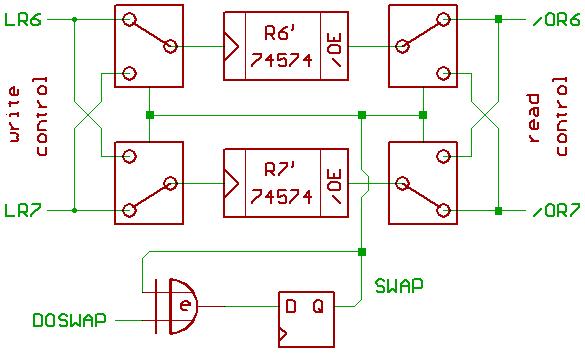 LR6
R6'
74574
/OE
/OR6
write
control
read
control
LR7
R7'
74574
/OE
/OR7
e
DOSWAP
D Q
SWAP